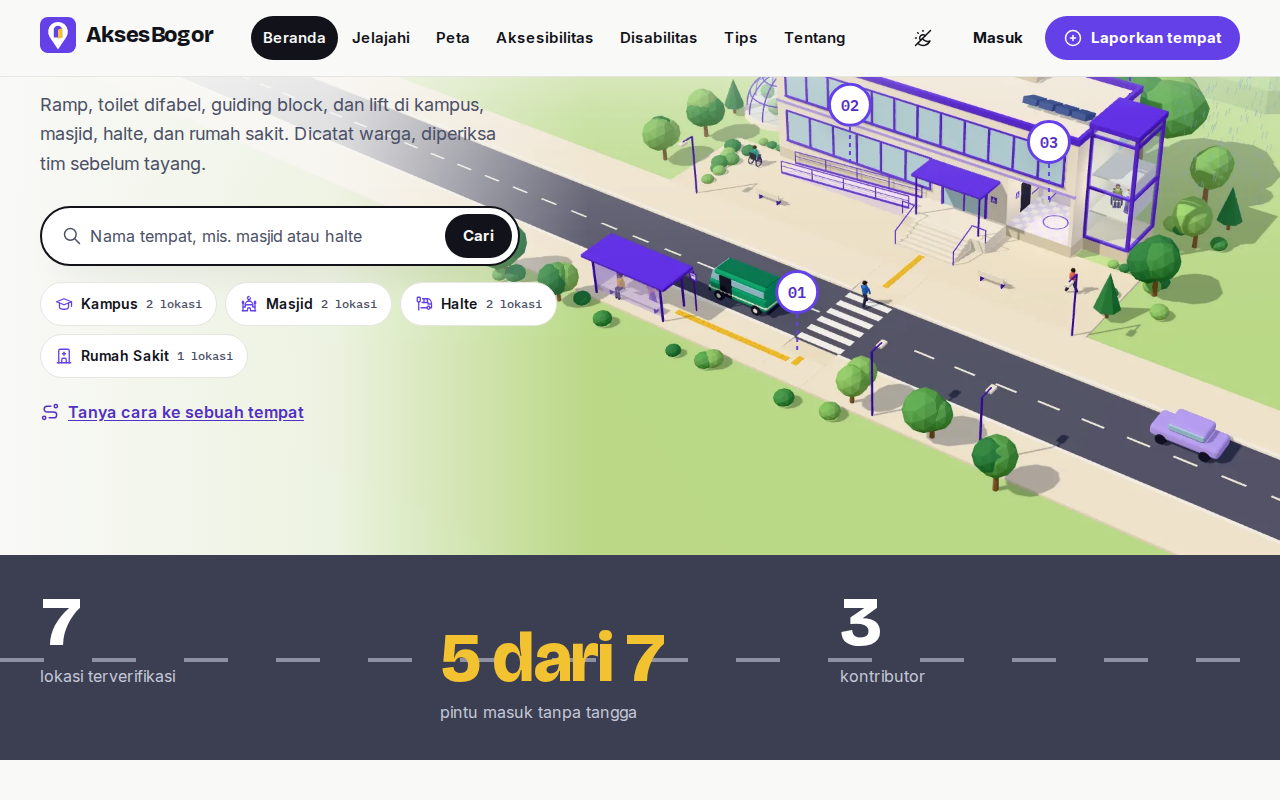 AksesBogor
Beranda
Jelajahi
Peta
Aksesibilitas
Disabilitas
Tips
Tentang
Masuk
Laporkan tempat
Ramp, toilet difabel, guiding block, dan lift di kampus,
masjid, halte, dan rumah sakit. Dicatat warga, diperiksa
tim sebelum tayang.
Nama tempat, mis. masjid atau halte
Cari
Kampus 2 lokasi
Masjid 2 lokasi
Halte 2 lokasi
Rumah Sakit 1 lokasi
Tanya cara ke sebuah tempat
02
03
01
7
lokasi terverifikasi
5 dari 7
pintu masuk tanpa tangga
3
kontributor